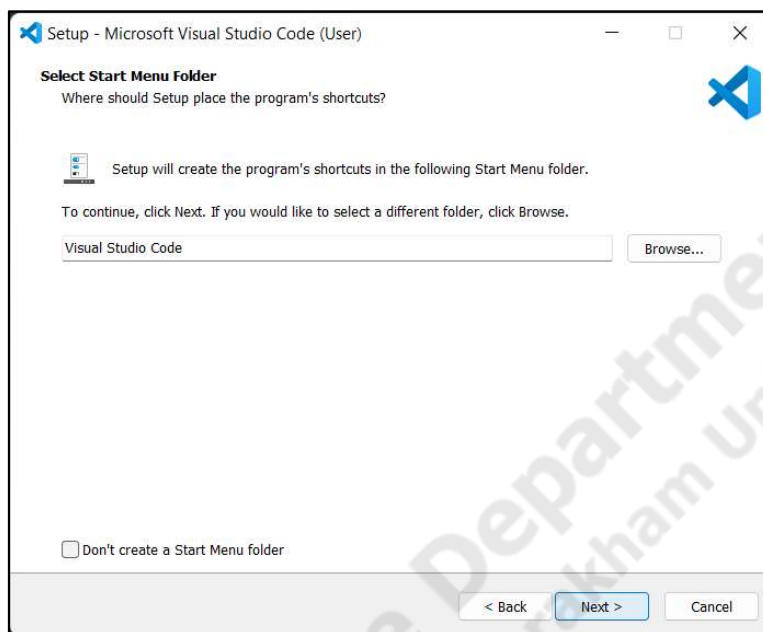 Setup - Microsoft Visual Studio Code (User)
Select Start Menu Folder
Where should Setup place the program's shortcuts?
Setup will create the program's shortcuts in the following Start Menu folder.
To continue, click Next. If you would like to select a different folder, click Browse.
Visual Studio Code
Browse...
Don't create a Start Menu folder
< Back
Next >
Cancel